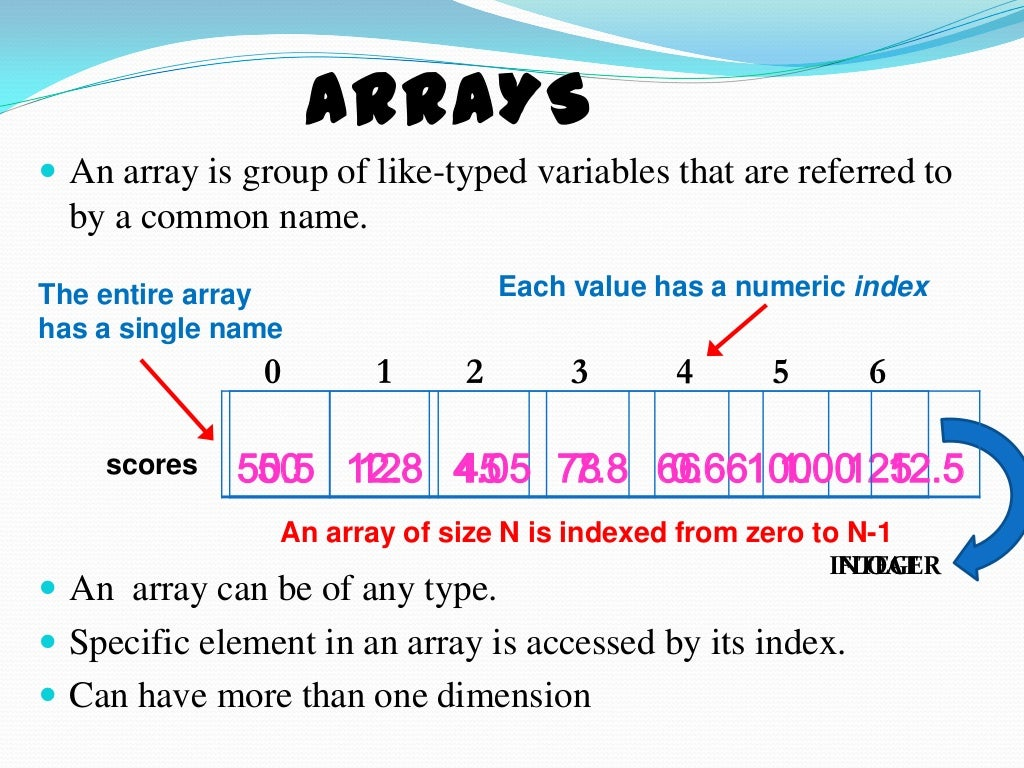 ARRAYS
An array is group of like-typed variables that are referred to
by a common name.
The entire array
has a single name
Each value has a numeric index
0 1 2 3 4 5 6
scores
An array of size N is indexed from zero to N-1
INTEGER
FLOAT
An array can be of any type.
Specific element in an array is accessed by its index.
Can have more than one dimension